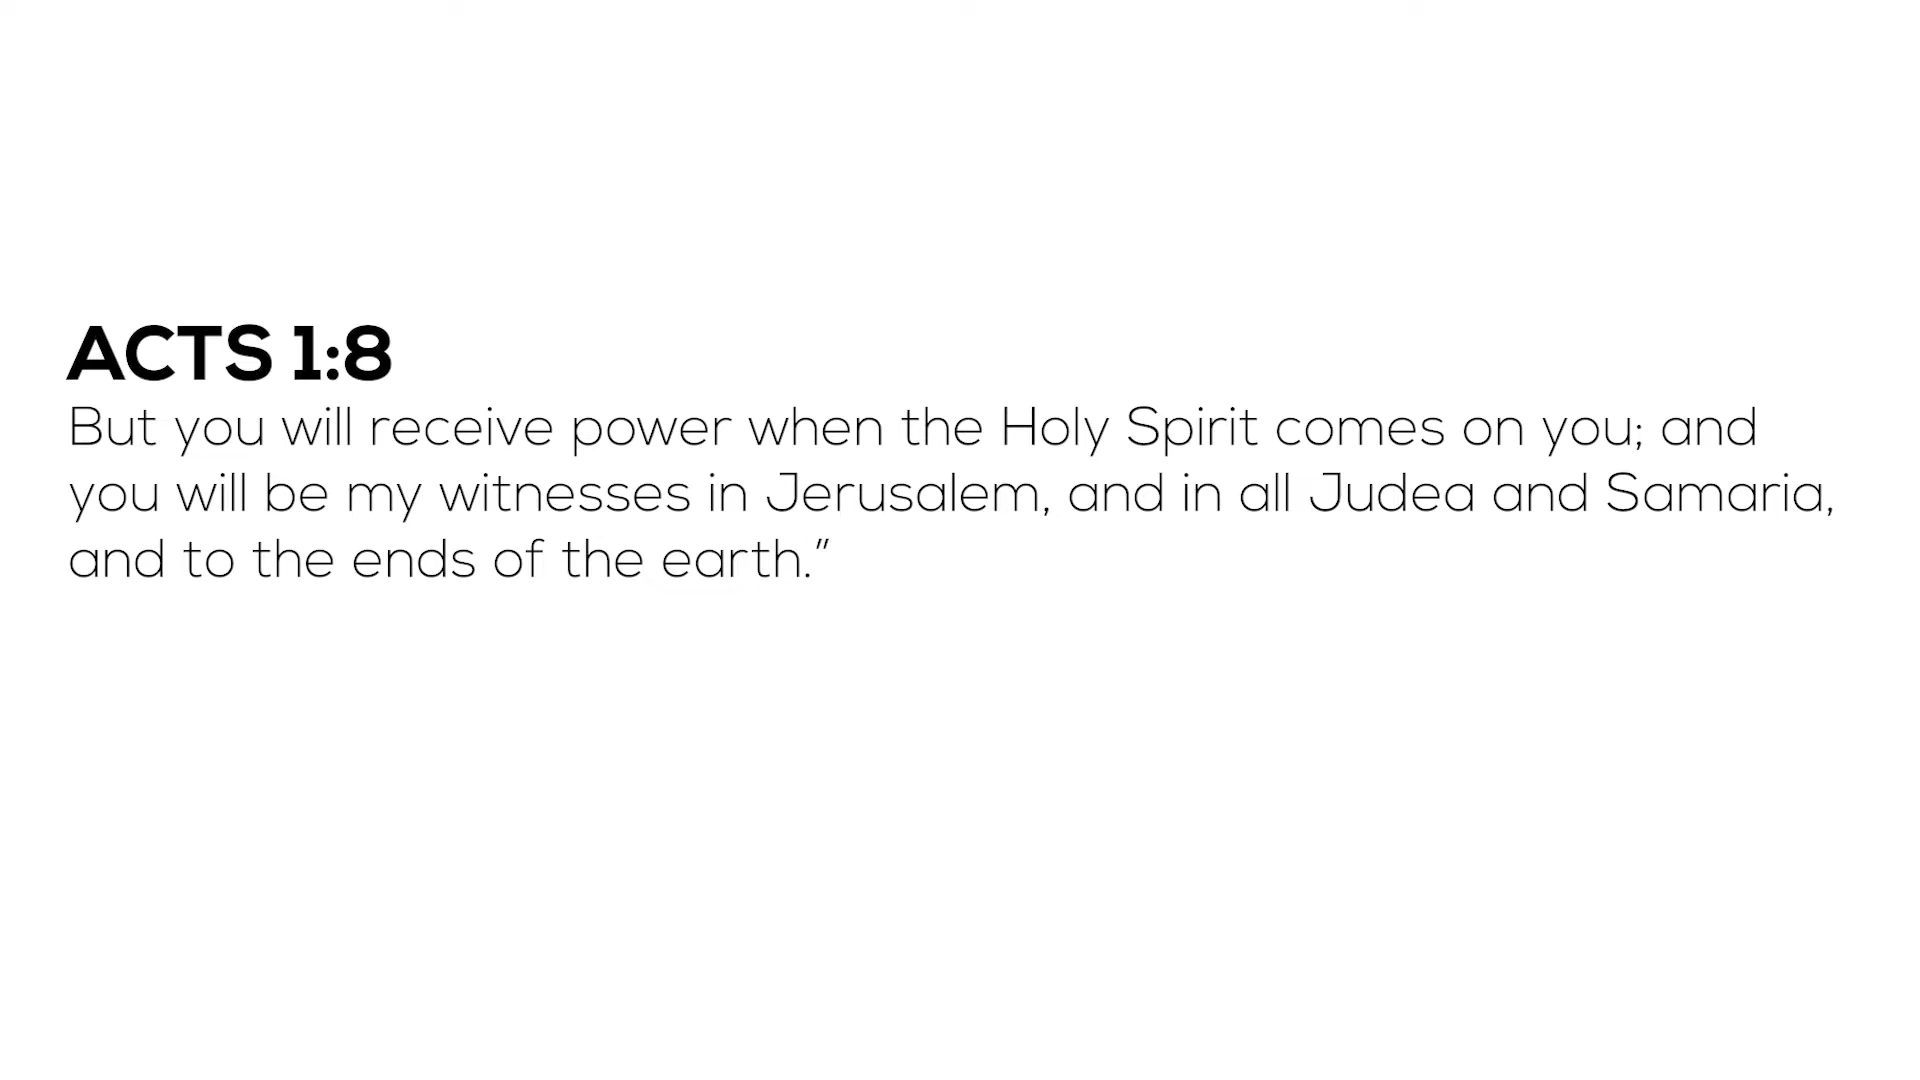 ACTS 1:8
But you will receive power when the Holy Spirit comes on you; and
you will be my witnesses in Jerusalem, and in all Judea and Samaria,
and to the ends of the earth.”